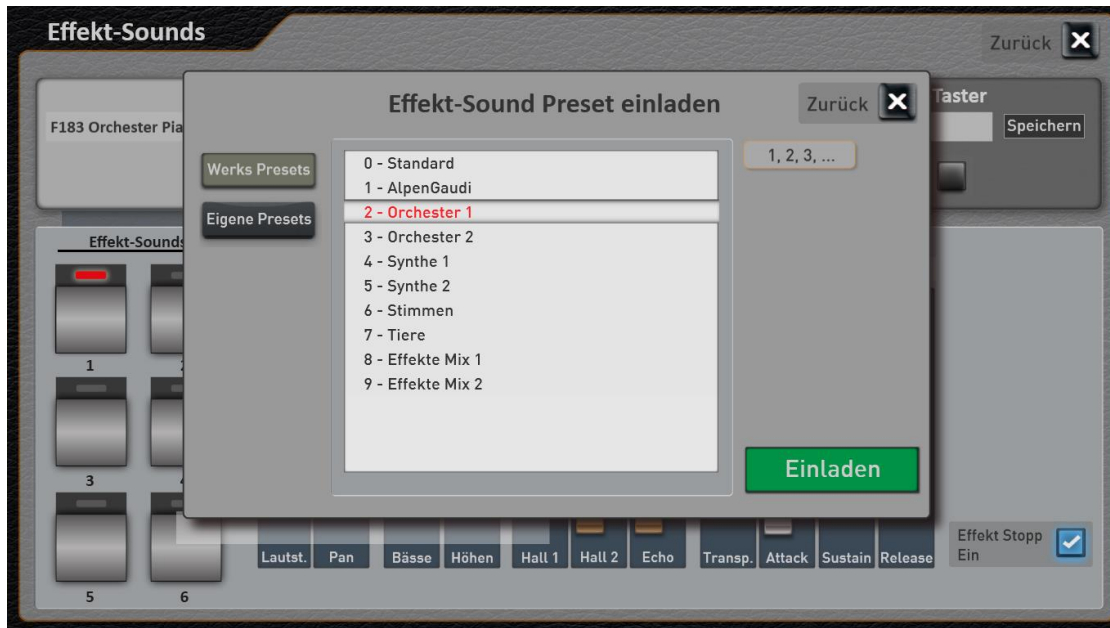 Effekt-Sounds
Zurück
F183 Orchester Pia
Taster
Speichern
Effekt-Sound Preset einladen
Zurück
Werks Presets
Eigene Presets
0 - Standard
1 - AlpenGaudi
2 - Orchester 1
3 - Orchester 2
4 - Synthe 1
5 - Synthe 2
6 - Stimmen
7 - Tiere
8 - Effekte Mix 1
9 - Effekte Mix 2
1, 2, 3, ...
Einladen
Effekt-Sounds
1
3
5
6
Lautst. Pan Bässe Höhen Hall 1 Hall 2 Echo Transp. Attack Sustain Release
Effekt Stopp
Ein